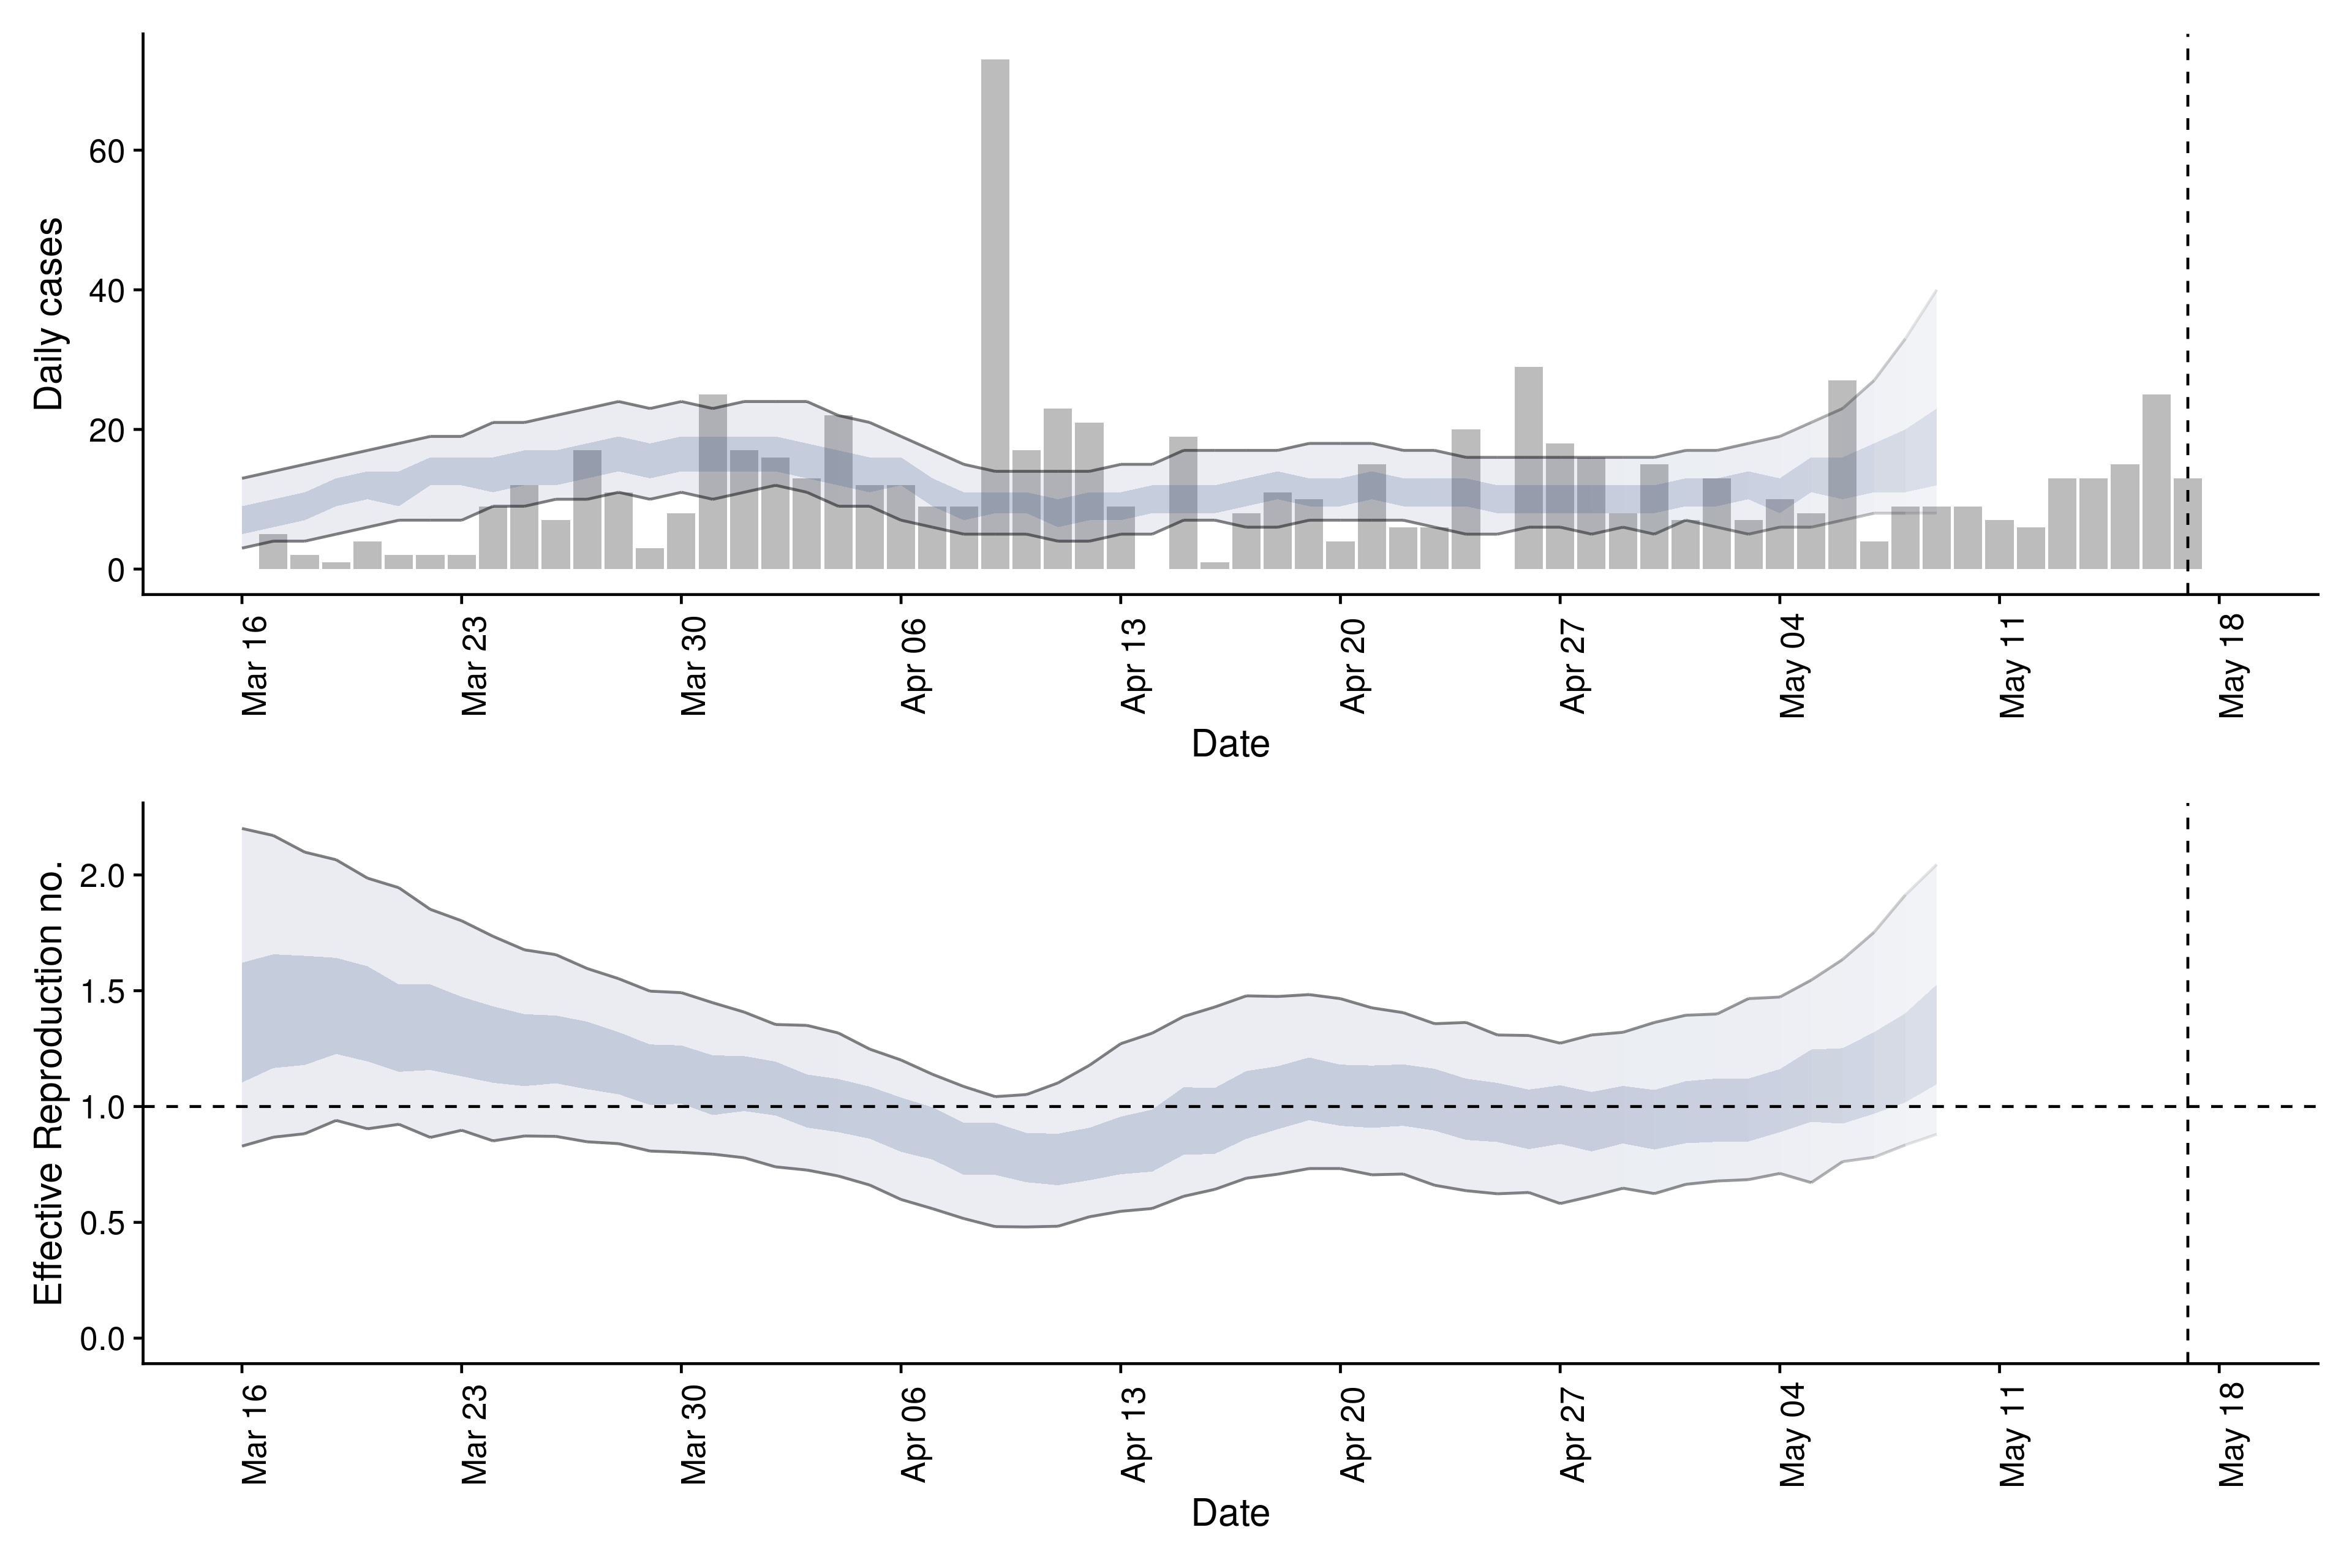 Daily cases
60
40
20
0
Mar 16
Mar 23
Mar 30
Apr 06
Apr 13
Apr 20
Apr 27
May 04
May 11
May 18
Date
Effective Reproduction no.
2.0
1.5
1.0
0.5
0.0
Mar 16
Mar 23
Mar 30
Apr 06
Apr 13
Apr 20
Apr 27
May 04
May 11
May 18
Date